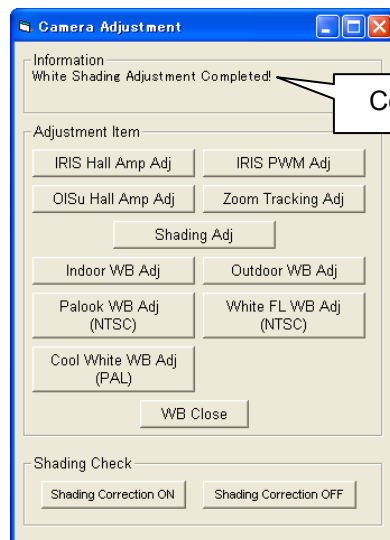 Camera Adjustment
Information
White Shading Adjustment Completed!
Adjustment Item
IRIS Hall Amp Adj
IRIS PWM Adj
OISu Hall Amp Adj
Zoom Tracking Adj
Shading Adj
Indoor WB Adj
Outdoor WB Adj
Palook WB Adj
(NTSC)
White FL WB Adj
(NTSC)
Cool White WB Adj
(PAL)
WB Close
Shading Check
Shading Correction ON
Shading Correction OFF